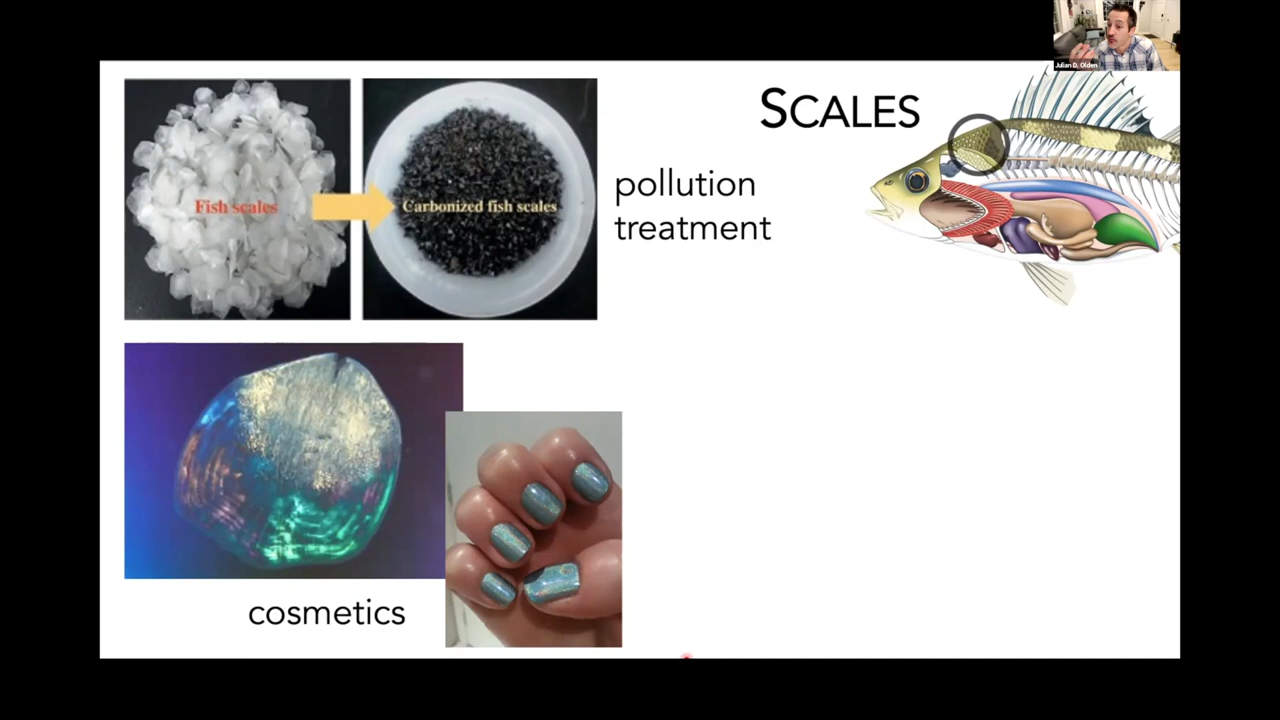 Julian D. Olden
SCALES
Fish scales
Carbonized fish scales
pollution
treatment
cosmetics